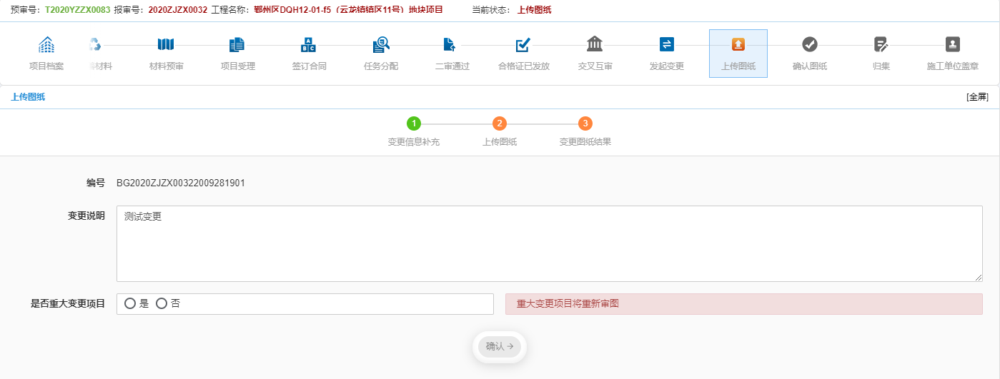 预审号：T2020YZZX0083 报审号：2020ZJZX0032 工程名称：鄞州区DQH12-01-f5（云龙镇镇区11号）地块项目 当前状态：上传图纸
项目档案 材料 材料预审 项目受理 签订合同 任务分配 二审通过 合格证已发放 交叉互审 发起变更 上传图纸 确认图纸 归集 施工单位盖章
上传图纸 [全屏]
1 2 3
变更信息补充 上传图纸 变更图纸结果
编号 BG2020ZJZX00322009281901
变更说明 测试变更
是否重大变更项目 是 否 重大变更项目将重新审图
确认